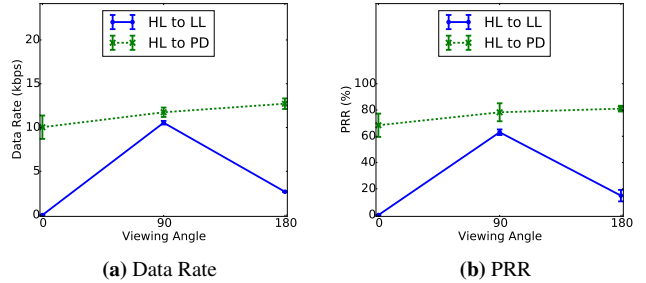 HL to LL
HL to PD
Data Rate (kbps)
20
15
10
5
0
0 90 180
Viewing Angle
(a) Data Rate
HL to LL
HL to PD
PRR (%)
100
80
60
40
20
0
0 90 180
Viewing Angle
(b) PRR